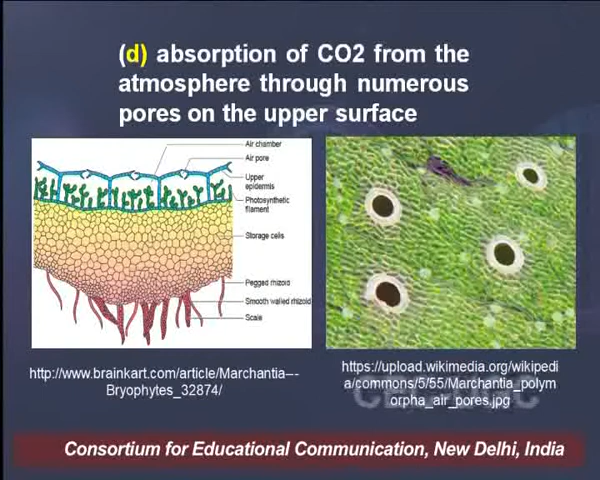 (d) absorption of CO2 from the
atmosphere through numerous
pores on the upper surface
Air chamber
Air pore
Upper
epidermis
Photosynthetic
filament
Storage cells
Pegged rhizoid
Smooth walled rhizoid
Scale
http://www.brainkart.com/article/Marchantia---
Bryophytes_32874/
https://upload.wikimedia.org/wikipedi
a/commons/5/55/Marchantia_polym
orpha_air_pores.jpg
CEC-UGC
Consortium for Educational Communication, New Delhi, India